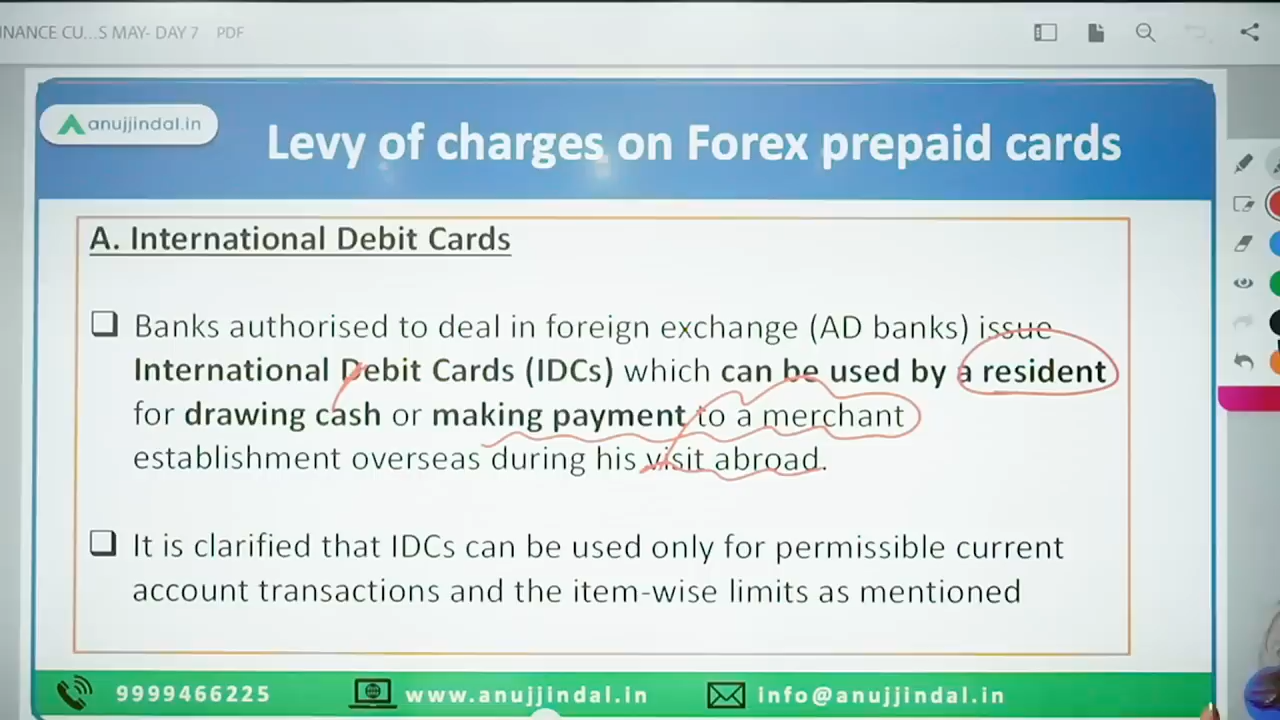 INANCE CU...S MAY- DAY 7 PDF
anujjindal.in
Levy of charges on Forex prepaid cards
A. International Debit Cards
Banks authorised to deal in foreign exchange (AD banks) issue
International Debit Cards (IDCs) which can be used by a resident
for drawing cash or making payment to a merchant
establishment overseas during his visit abroad.
It is clarified that IDCs can be used only for permissible current
account transactions and the item-wise limits as mentioned
9999466225 www.anujjindal.in info@anujjindal.in